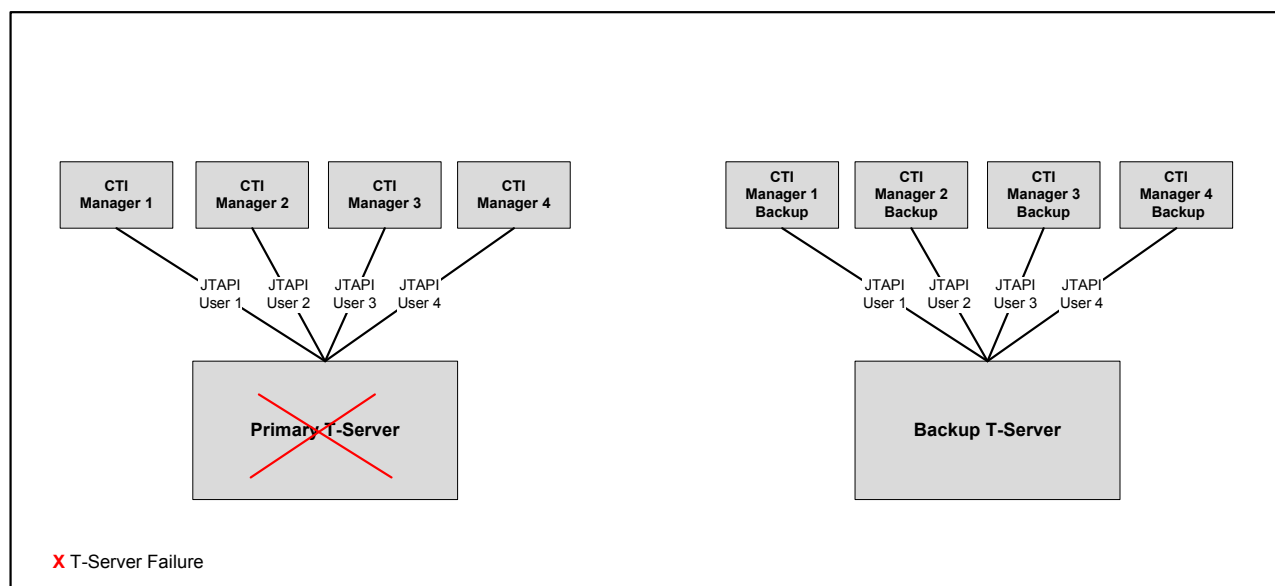 CTI
Manager 1
CTI
Manager 2
CTI
Manager 3
CTI
Manager 4
CTI
Manager 1
Backup
CTI
Manager 2
Backup
CTI
Manager 3
Backup
CTI
Manager 4
Backup
JTAPI
User 1
JTAPI
User 2
JTAPI
User 3
JTAPI
User 4
JTAPI
User 1
JTAPI
User 2
JTAPI
User 3
JTAPI
User 4
Primary T-Server
Backup T-Server
X T-Server Failure